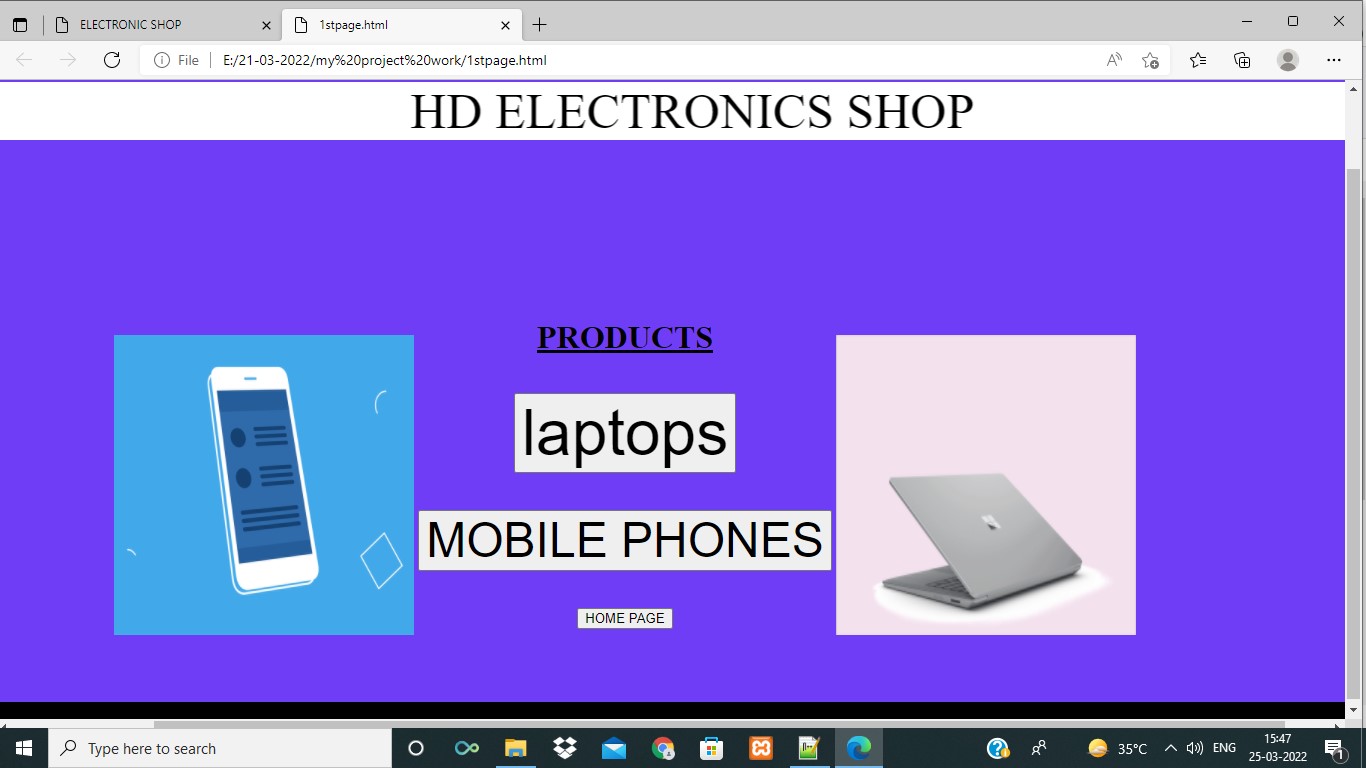 ELECTRONIC SHOP
1stpage.html
File
E:/21-03-2022/my%20project%20work/1stpage.html
HD ELECTRONICS SHOP
PRODUCTS
laptops
MOBILE PHONES
HOME PAGE
Type here to search
35°C
ENG
15:47
25-03-2022
1